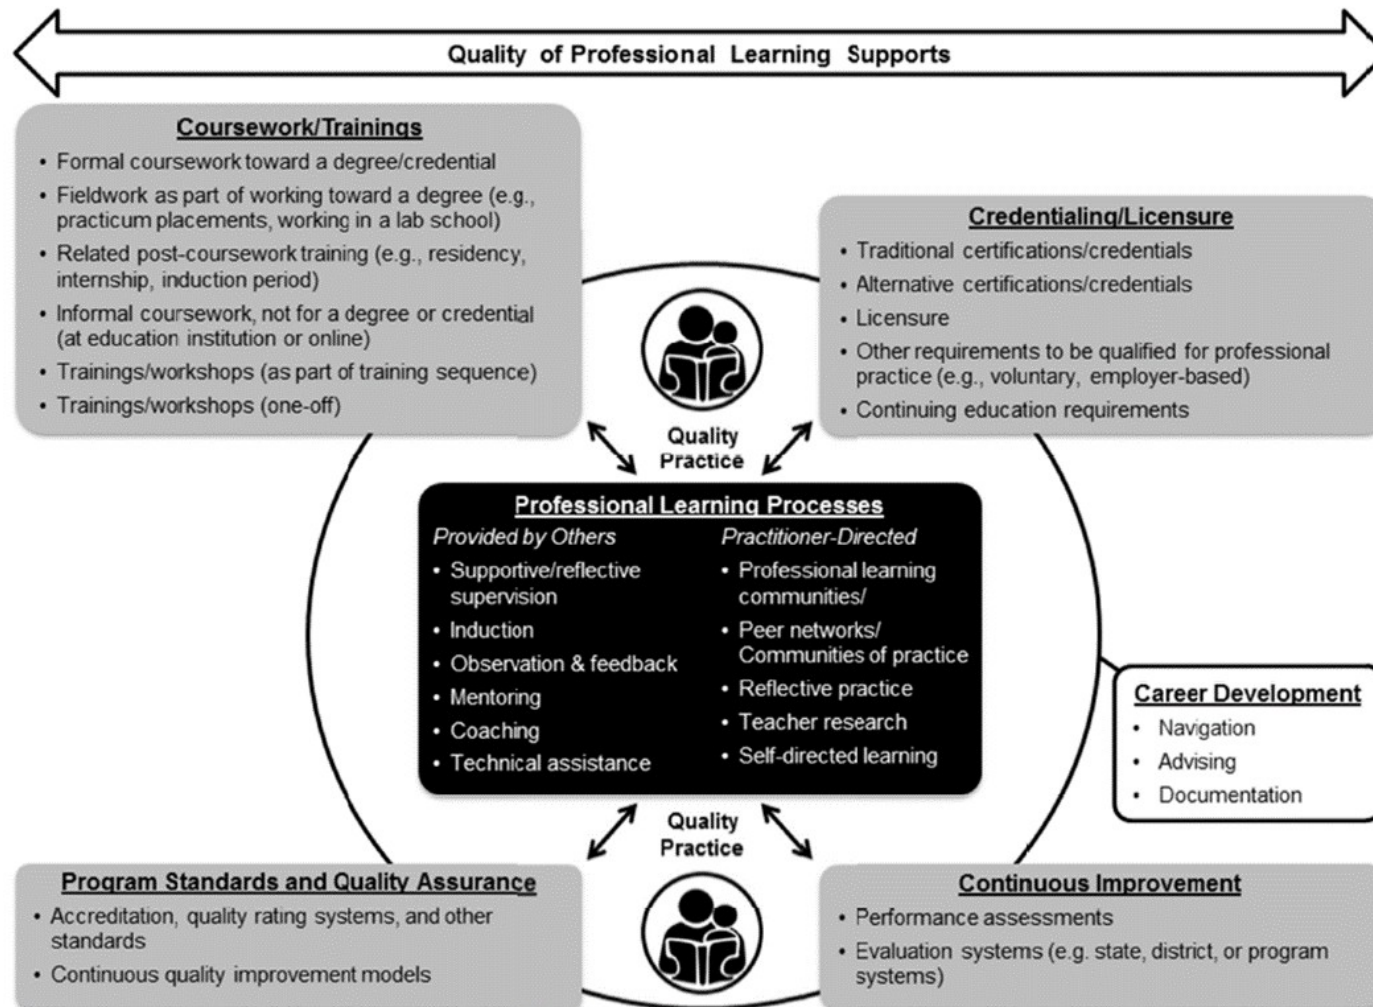 Quality of Professional Learning Supports
Coursework/Trainings
• Formal coursework toward a degree/credential
• Fieldwork as part of working toward a degree (e.g.,
practicum placements, working in a lab school)
• Related post-coursework training (e.g., residency,
internship, induction period)
• Informal coursework, not for a degree or credential
(at education institution or online)
• Trainings/workshops (as part of training sequence)
• Trainings/workshops (one-off)
Credentialing/Licensure
• Traditional certifications/credentials
• Alternative certifications/credentials
• Licensure
• Other requirements to be qualified for professional
practice (e.g., voluntary, employer-based)
• Continuing education requirements
Quality
Practice
Professional Learning Processes
Provided by Others
• Supportive/reflective
supervision
• Induction
• Observation & feedback
• Mentoring
• Coaching
• Technical assistance
Practitioner-Directed
• Professional learning
communities/
• Peer networks/
Communities of practice
• Reflective practice
• Teacher research
• Self-directed learning
Career Development
• Navigation
• Advising
• Documentation
Quality
Practice
Program Standards and Quality Assurance
• Accreditation, quality rating systems, and other
standards
• Continuous quality improvement models
Continuous Improvement
• Performance assessments
• Evaluation systems (e.g. state, district, or program
systems)